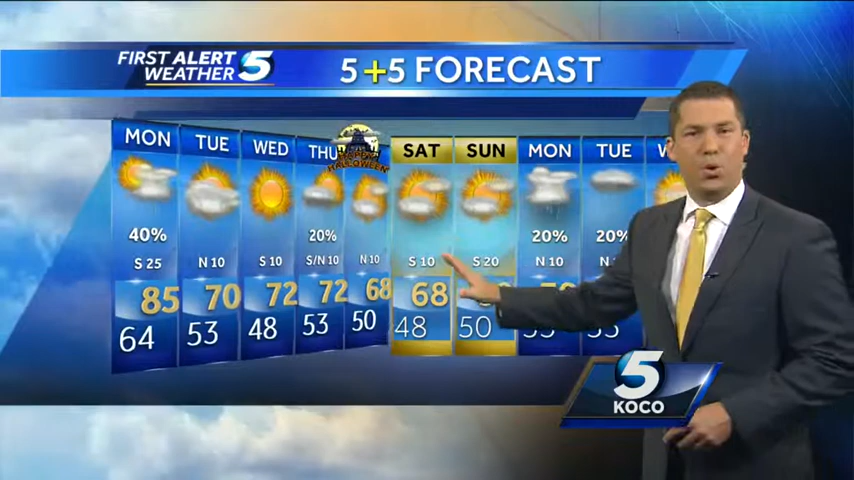 FIRST ALERT
WEATHER 5
5+5 FORECAST
MON TUE WED THU SAT SUN MON TUE
HAPPY
HALLOWEEN
40% 20% 20% 20%
S 25 N 10 S 10 S/N 10 N 10 S 10 S 20 N 10
85 70 72 72 68 68
64 53 48 53 50 48 50
5
KOCO